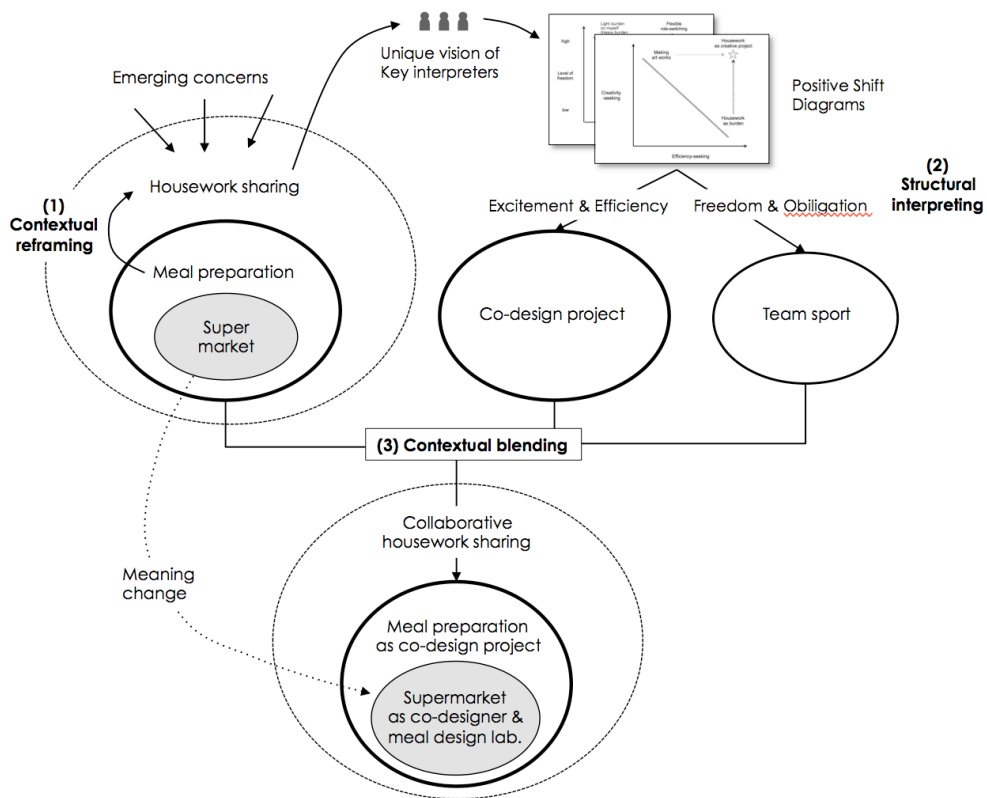 Unique vision of
Key interpreters
Emerging concerns
high
Level of
freedom
low
Light burden
on myself
Flexible
role-switching
Making
art works
Housework
as creative project
Creativity
-seeking
Housework
as burden
Efficiency-seeking
Positive Shift
Diagrams
(2)
Structural
interpreting
Housework sharing
(1)
Contextual
reframing
Meal preparation
Super
market
Excitement & Efficiency
Freedom & Obiligation
Co-design project
Team sport
(3) Contextual blending
Collaborative
housework sharing
Meaning
change
Meal preparation
as co-design project
Supermarket
as co-designer &
meal design lab.